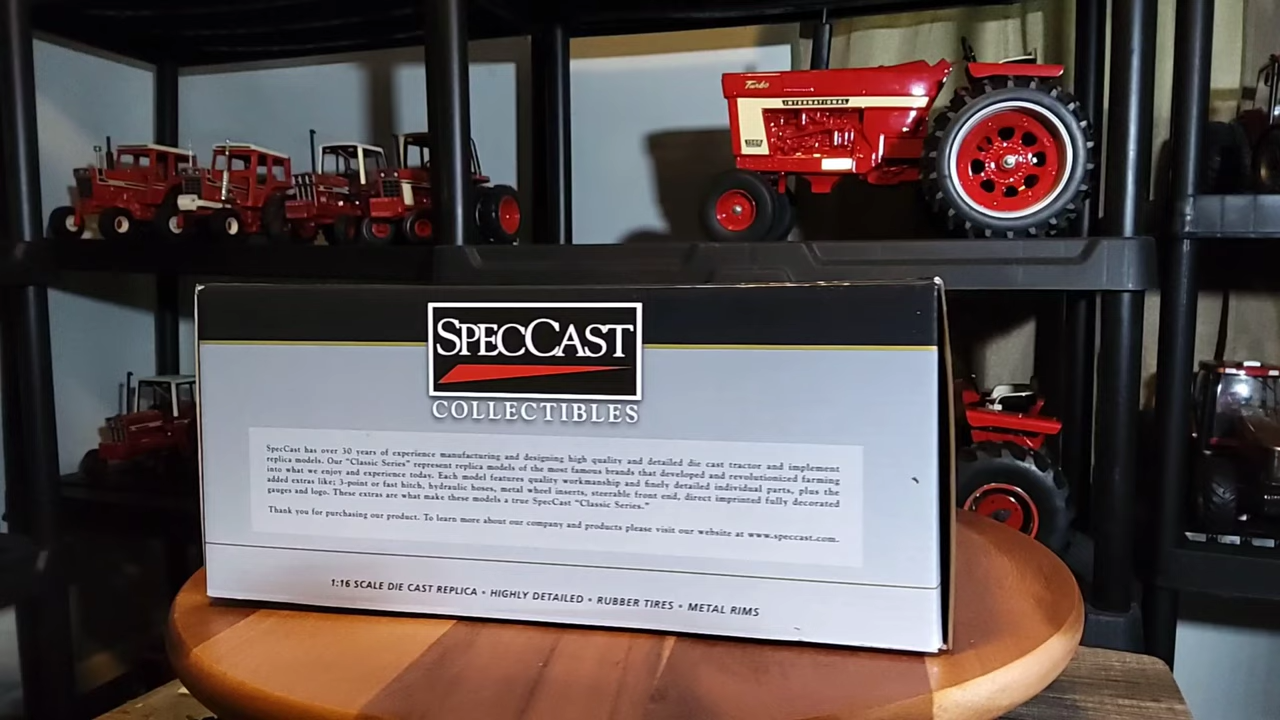 Turbo
INTERNATIONAL
SPECCAST
COLLECTIBLES
SpecCast has over 30 years of experience manufacturing and designing high quality and detailed die cast tractor and implement
replica models. Our "Classic Series" represent replica models of the most famous brands that developed and revolutionized farming
into what we enjoy and experience today. Each model features quality workmanship and finely detailed individual parts, plus the
added extras like; 3-point or fast hitch, hydraulic hoses, metal wheel inserts, steerable front end, direct imprinted fully decorated
gauges and logo. These extras are what make these models a true SpecCast "Classic Series."
Thank you for purchasing our product. To learn more about our company and products please visit our website at www.speccast.com.
1:16 SCALE DIE CAST REPLICA • HIGHLY DETAILED • RUBBER TIRES • METAL RIMS